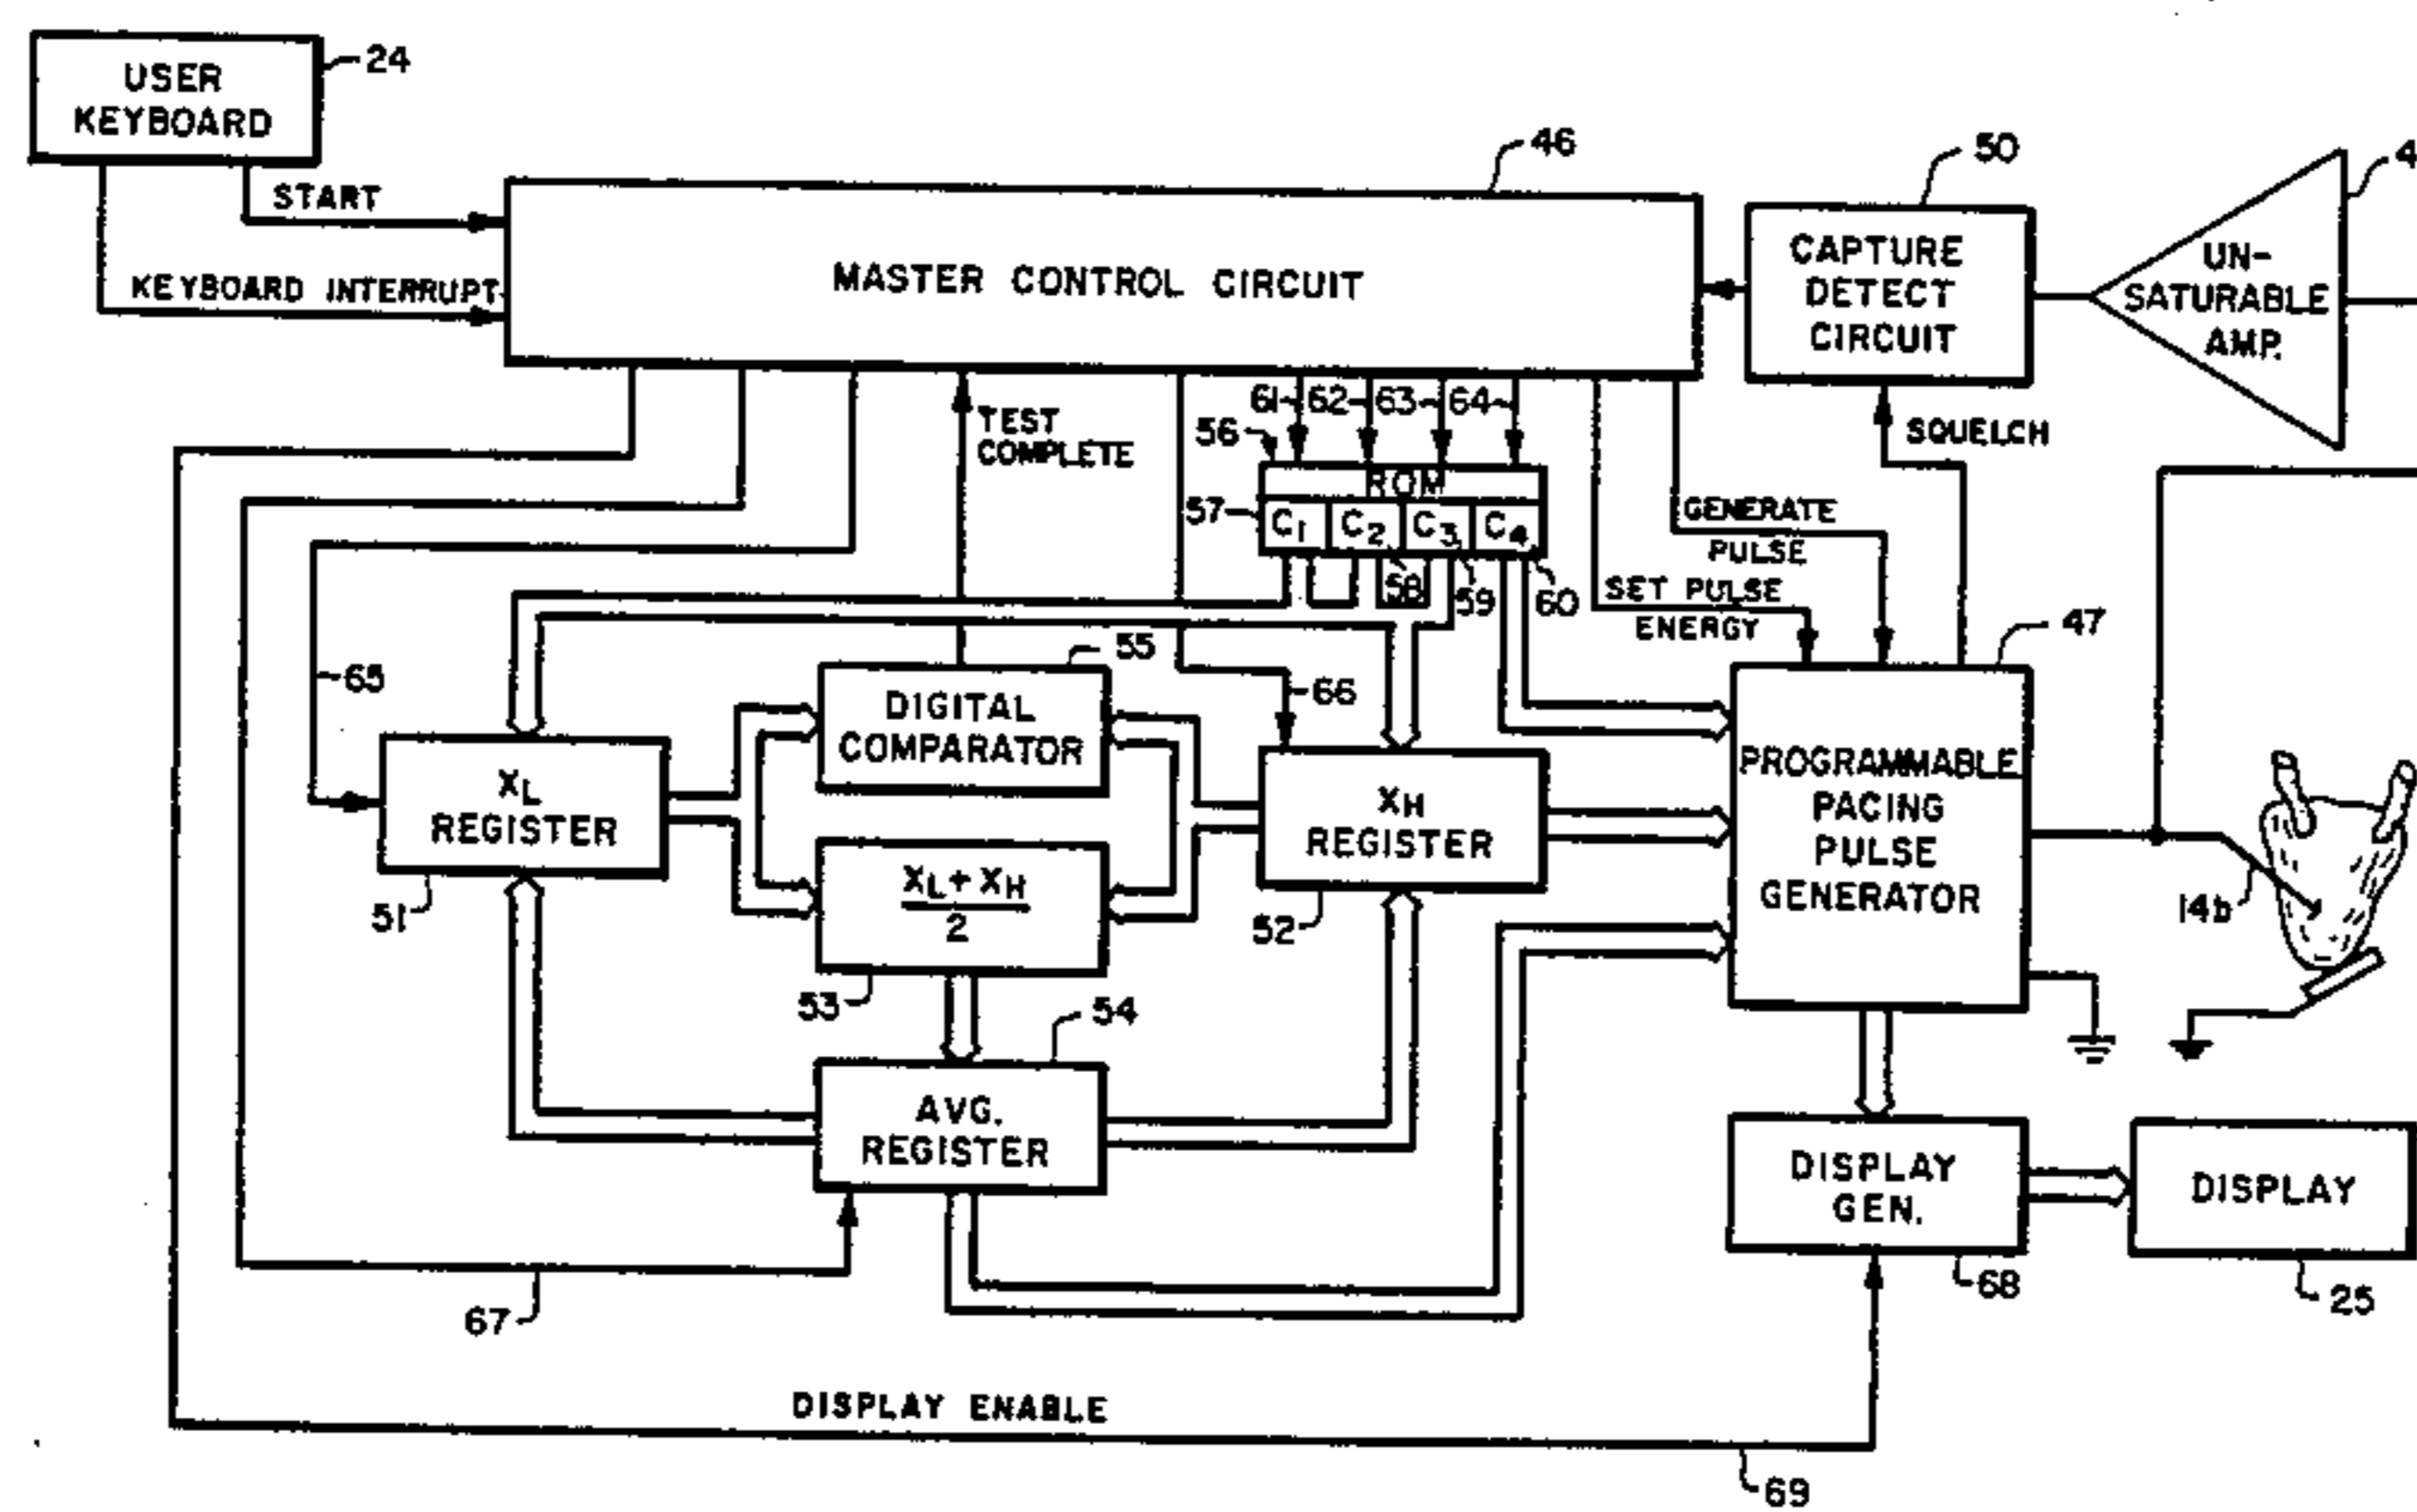 USER
KEYBOARD
24
START
KEYBOARD INTERRUPT
46
MASTER CONTROL CIRCUIT
50
CAPTURE
DETECT
CIRCUIT
UN-
SATURABLE
AMP.
SQUELCH
TEST
COMPLETE
61
62
63
64
56
ROM
57
C1
C2
C3
C4
58
59
60
GENERATE
PULSE
SET PULSE
ENERGY
47
65
55
DIGITAL
COMPARATOR
66
XL
REGISTER
51
XL + XH
2
53
XH
REGISTER
52
PROGRAMMABLE
PACING
PULSE
GENERATOR
14b
54
AVG.
REGISTER
67
DISPLAY
GEN.
68
DISPLAY
25
DISPLAY ENABLE
69